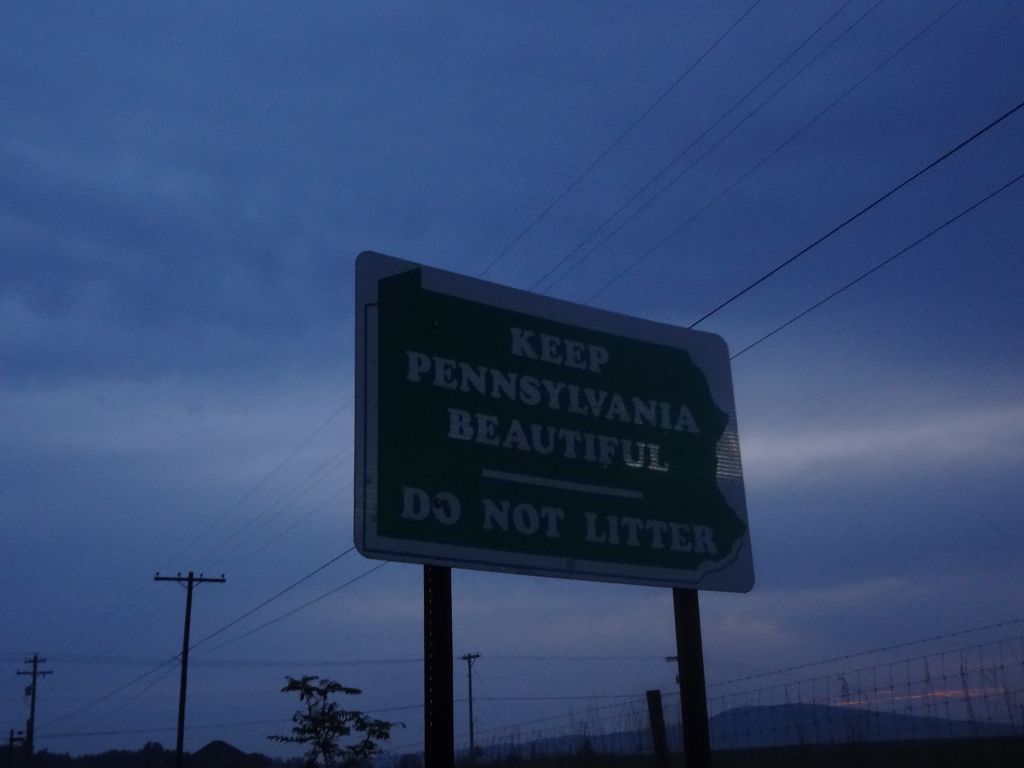 KEEP
PENNSYLVANIA
BEAUTIFUL
DO NOT LITTER